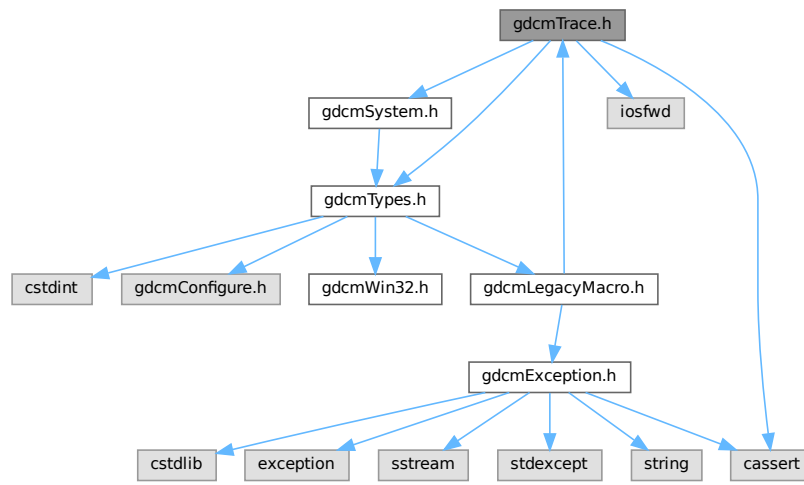 gdcmTrace.h
gdcmSystem.h
iosfwd
gdcmTypes.h
cstdint
gdcmConfigure.h
gdcmWin32.h
gdcmLegacyMacro.h
gdcmException.h
cstdlib
exception
sstream
stdexcept
string
cassert